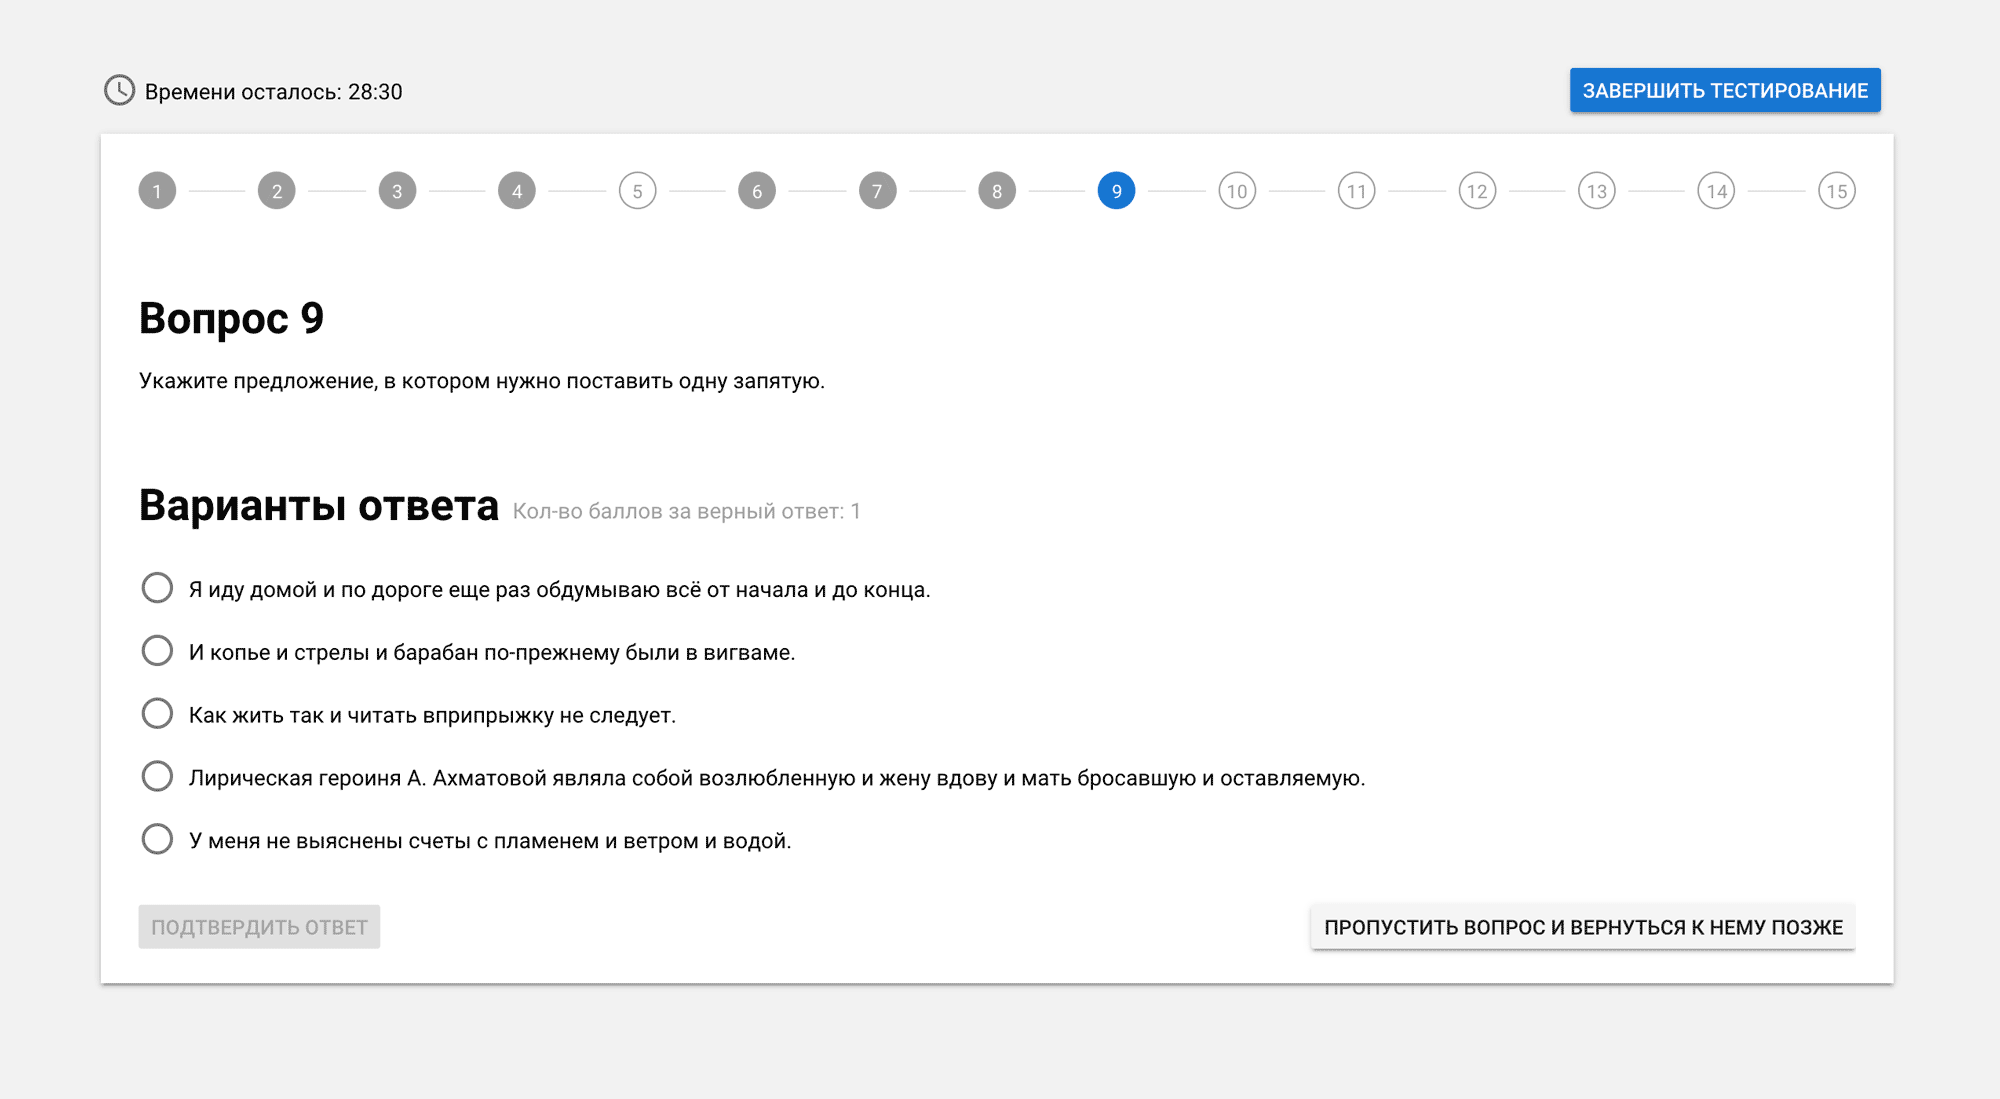 Времени осталось: 28:30
ЗАВЕРШИТЬ ТЕСТИРОВАНИЕ
1 2 3 4 5 6 7 8 9 10 11 12 13 14 15
Вопрос 9
Укажите предложение, в котором нужно поставить одну запятую.
Варианты ответа Кол-во баллов за верный ответ: 1
Я иду домой и по дороге еще раз обдумываю всё от начала и до конца.
И копье и стрелы и барабан по-прежнему были в вигваме.
Как жить так и читать вприпрыжку не следует.
Лирическая героиня А. Ахматовой являла собой возлюбленную и жену вдову и мать бросавшую и оставляемую.
У меня не выяснены счеты с пламенем и ветром и водой.
ПОДТВЕРДИТЬ ОТВЕТ
ПРОПУСТИТЬ ВОПРОС И ВЕРНУТЬСЯ К НЕМУ ПОЗЖЕ